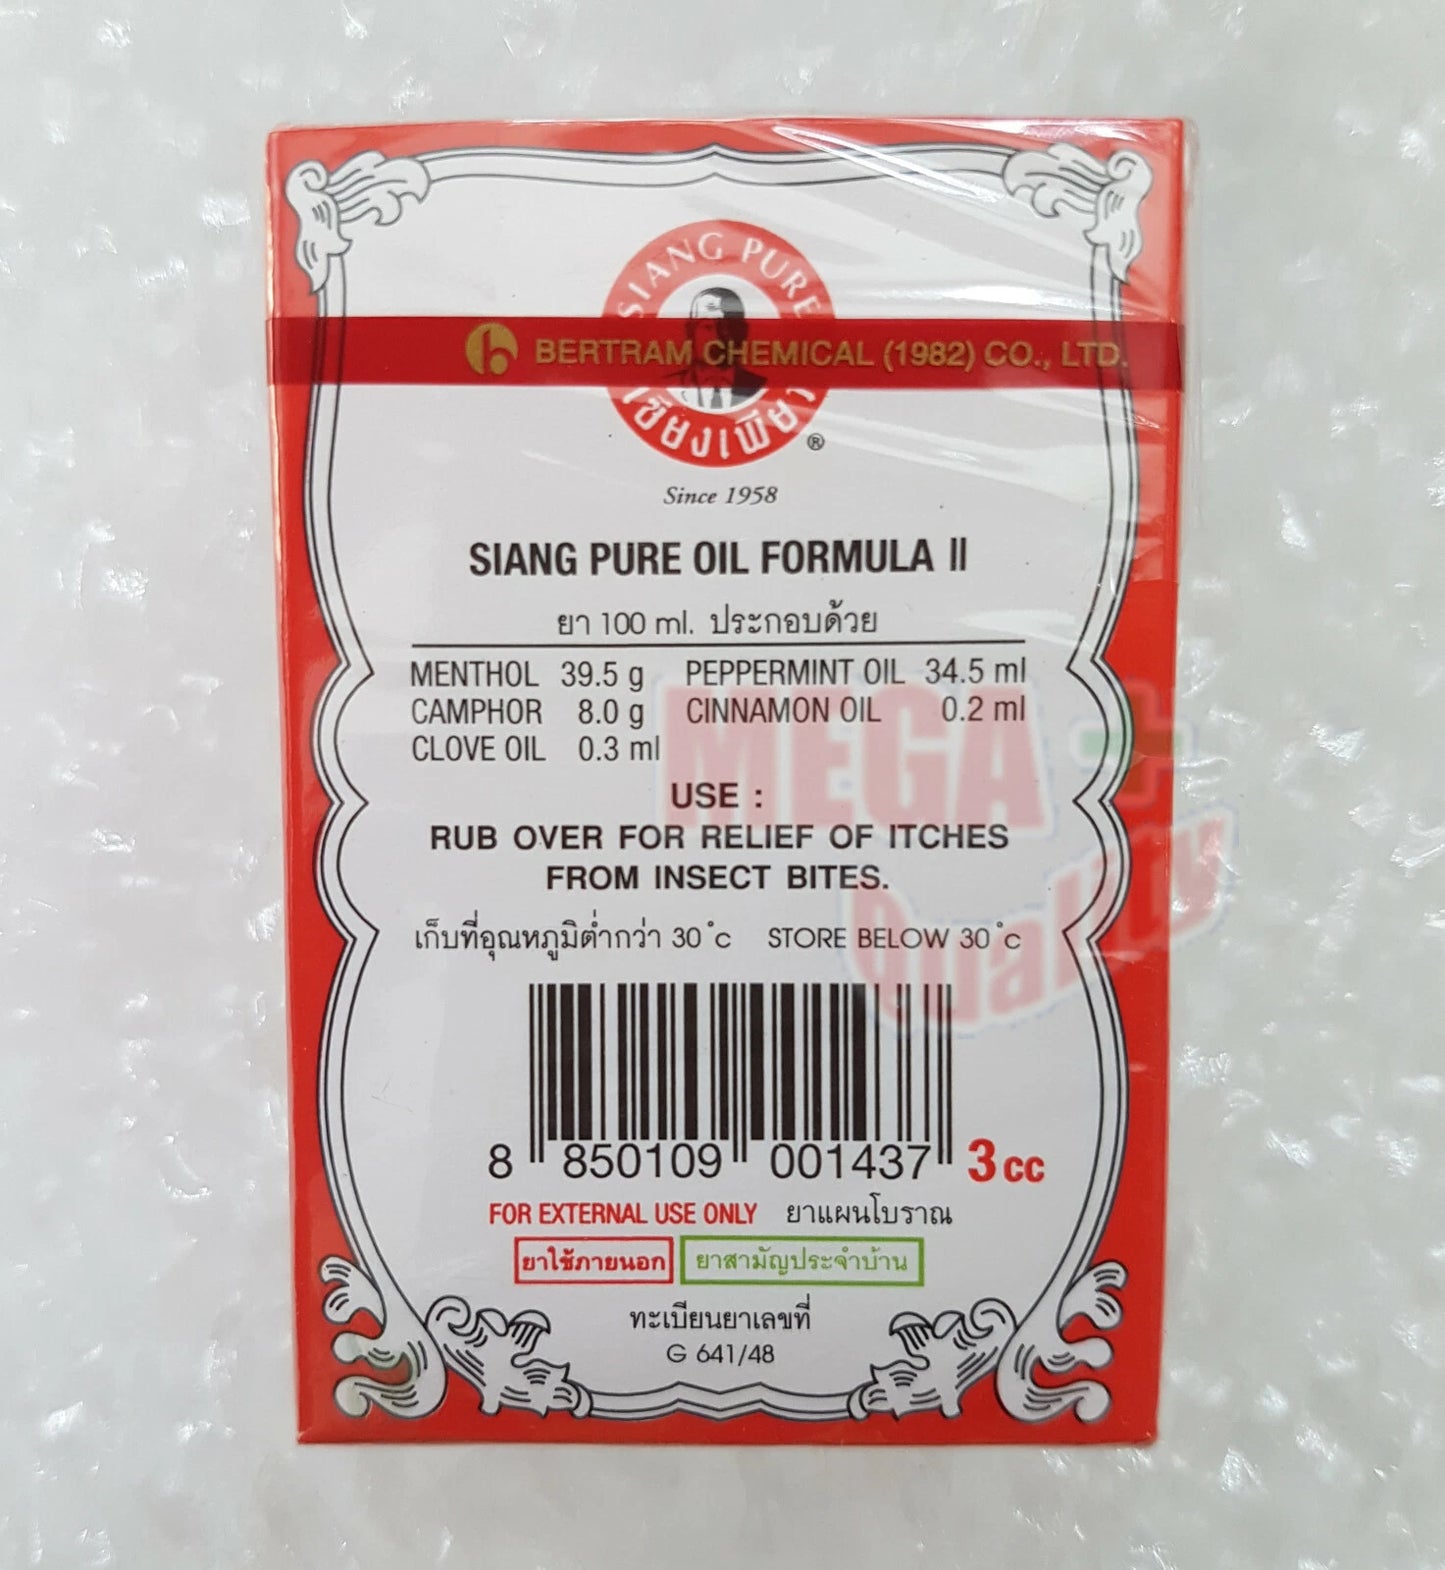 SIANG PURE
BERTRAM CHEMICAL (1982) CO., LTD.
เซียงเพียว ®
Since 1958
SIANG PURE OIL FORMULA II
ยา 100 ml. ประกอบด้วย
MENTHOL 39.5 g PEPPERMINT OIL 34.5 ml
CAMPHOR 8.0 g CINNAMON OIL 0.2 ml
CLOVE OIL 0.3 ml
MEGA
Quality
USE :
RUB OVER FOR RELIEF OF ITCHES
FROM INSECT BITES.
เก็บที่อุณหภูมิต่ำกว่า 30 °c STORE BELOW 30 °c
8 850109 001437 3 cc
FOR EXTERNAL USE ONLY ยาแผนโบราณ
ยาใช้ภายนอก ยาสามัญประจำบ้าน
ทะเบียนยาเลขที่
G 641/48